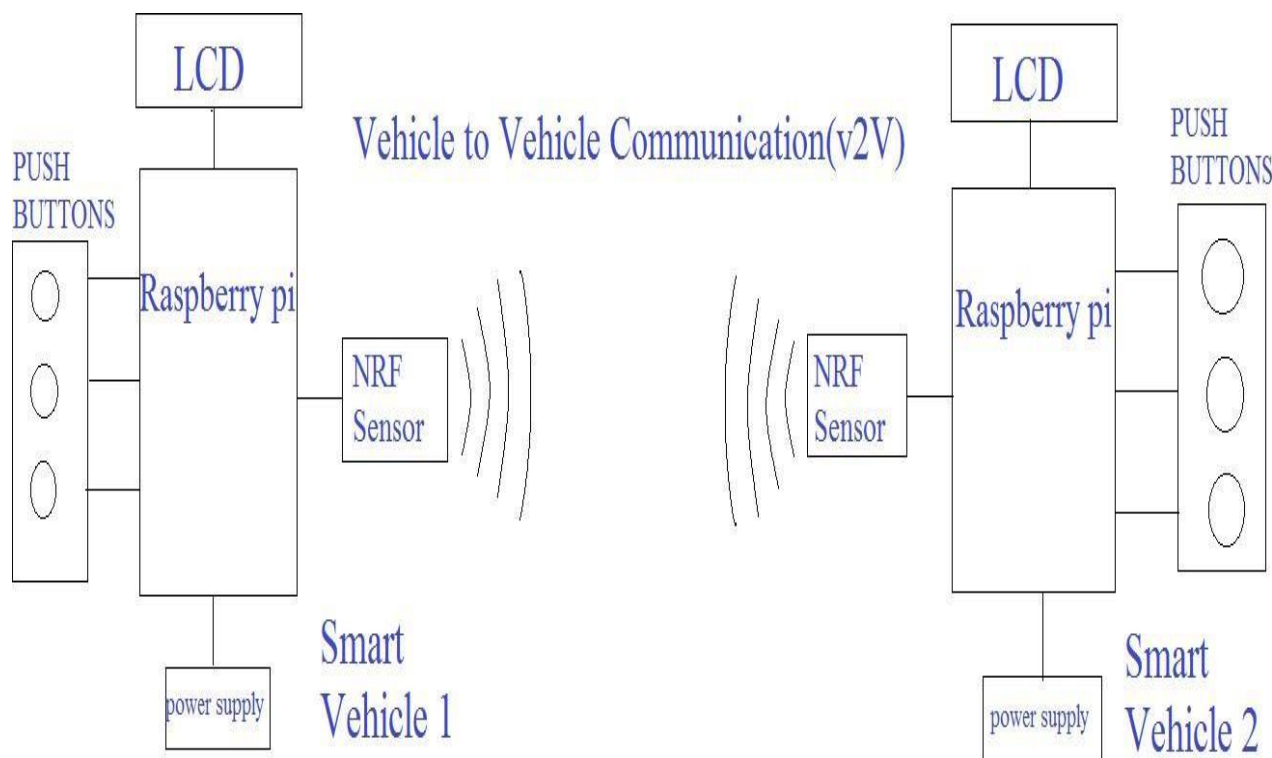 LCD
PUSH
BUTTONS
Raspberry pi
NRF
Sensor
power supply
Smart
Vehicle 1
Vehicle to Vehicle Communication(v2V)
LCD
PUSH
BUTTONS
Raspberry pi
NRF
Sensor
power supply
Smart
Vehicle 2